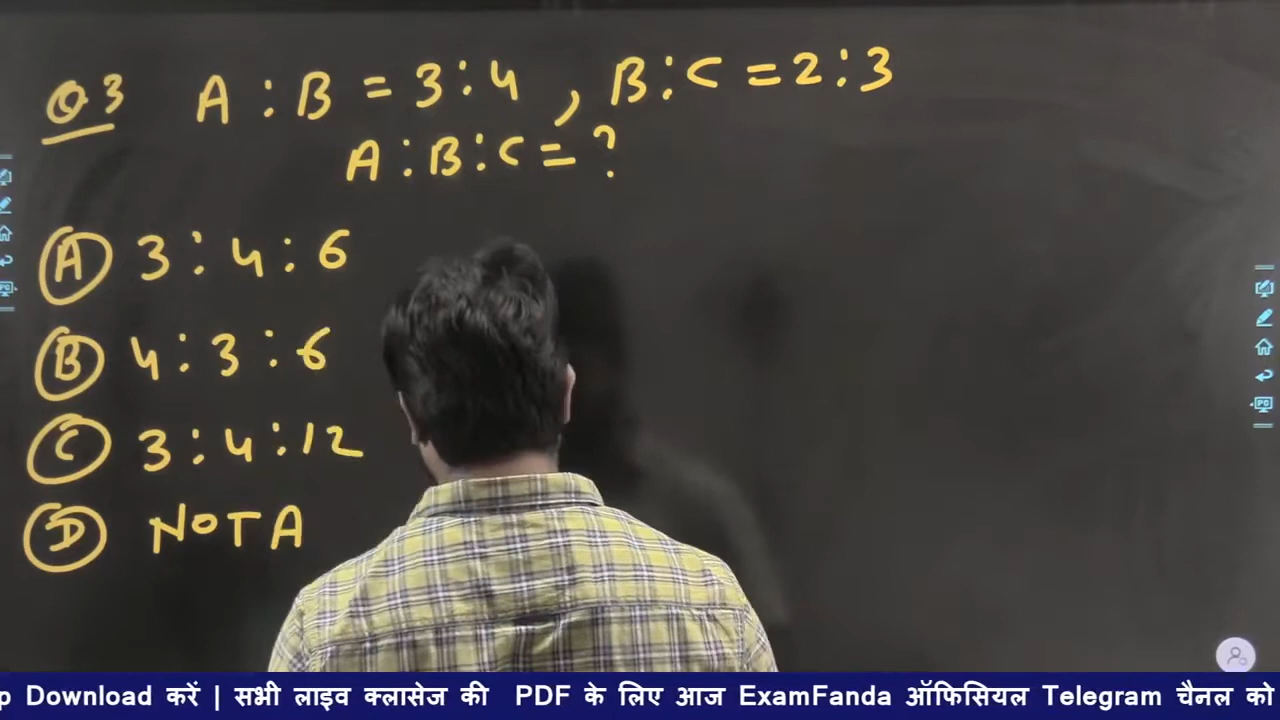 Q3 A : B = 3 : 4 , B : C = 2 : 3
A : B : C = ?
A 3 : 4 : 6
B 4 : 3 : 6
C 3 : 4 : 12
D NOTA
p Download करें | सभी लाइव क्लासेज की PDF के लिए आज ExamFanda ऑफिसियल Telegram चैनल को